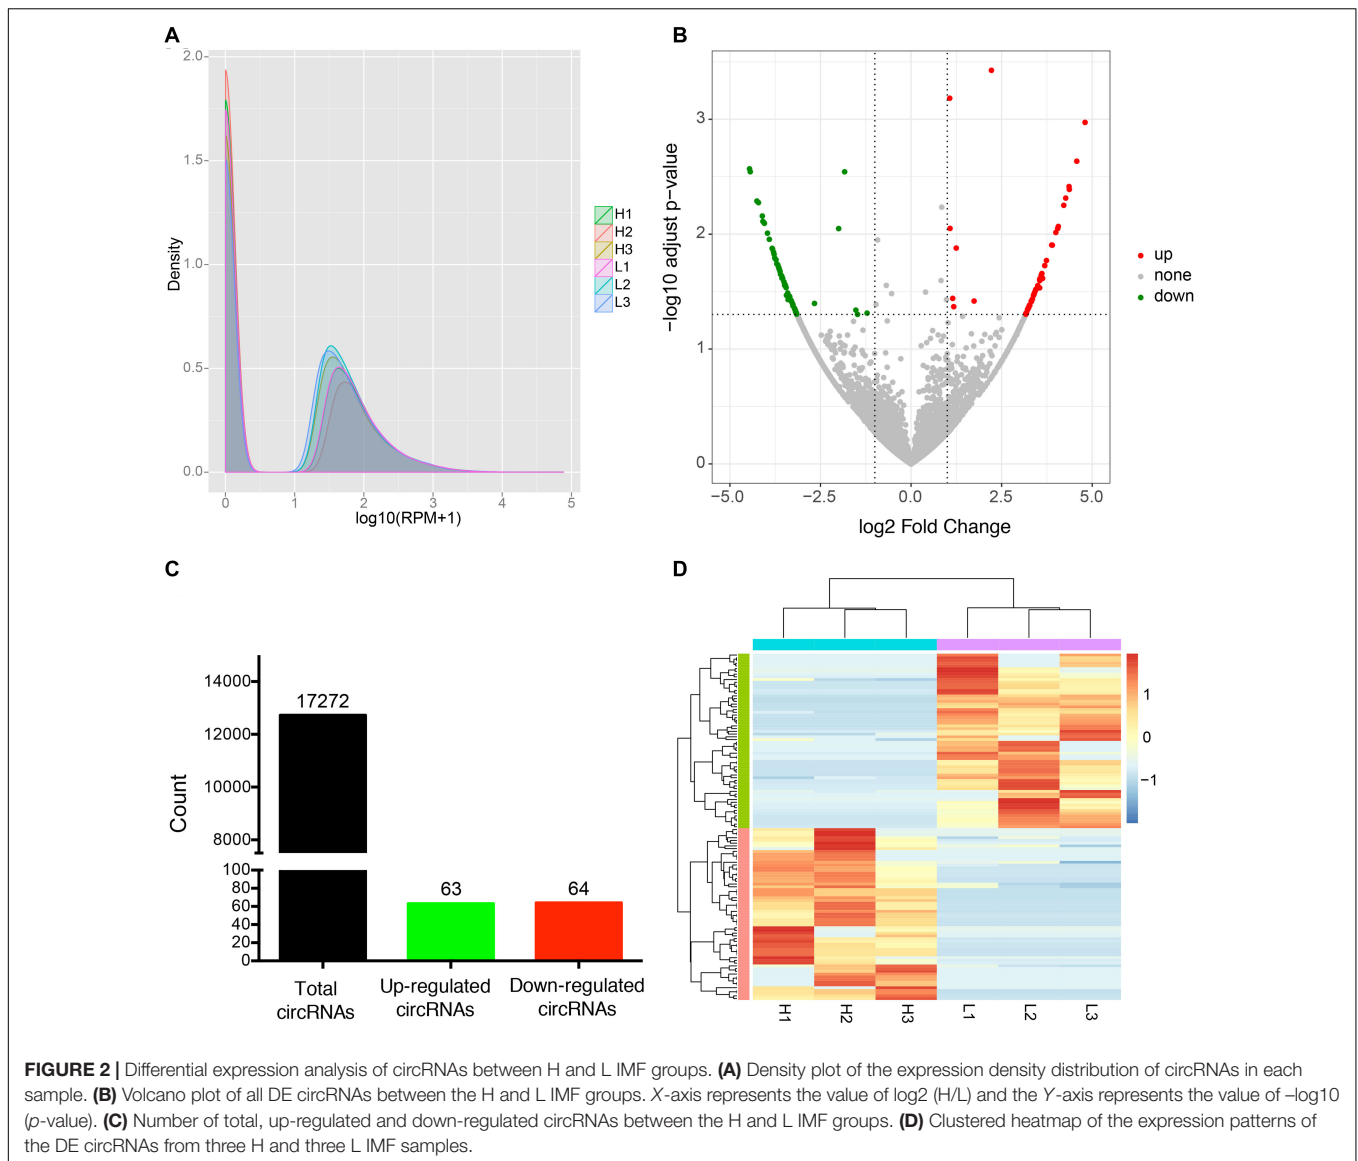 A
2.0
1.5
1.0
0.5
0.0
Density
0
1
2
3
4
5
log10(RPM+1)
H1
H2
H3
L1
L2
L3
B
3
2
1
0
−log10 adjust p−value
−5.0
−2.5
0.0
2.5
5.0
log2 Fold Change
up
none
down
C
14000
12000
10000
8000
100
80
60
40
20
0
Count
17272
63
64
Total
circRNAs
Up-regulated
circRNAs
Down-regulated
circRNAs
D
1
0
−1
H1
H2
H3
L1
L2
L3
FIGURE 2 | Differential expression analysis of circRNAs between H and L IMF groups. (A) Density plot of the expression density distribution of circRNAs in each
sample. (B) Volcano plot of all DE circRNAs between the H and L IMF groups. X-axis represents the value of log2 (H/L) and the Y-axis represents the value of –log10
(p-value). (C) Number of total, up-regulated and down-regulated circRNAs between the H and L IMF groups. (D) Clustered heatmap of the expression patterns of
the DE circRNAs from three H and three L IMF samples.